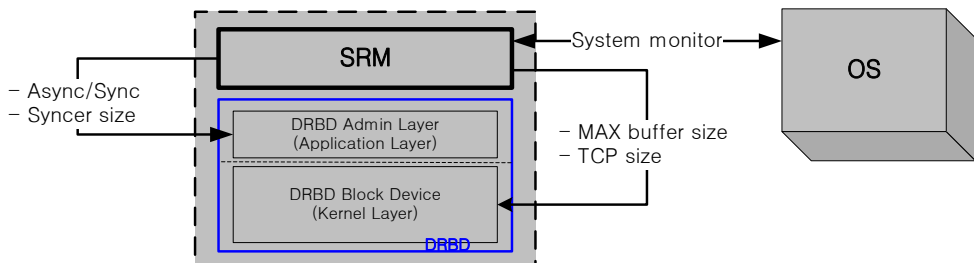 SRM
System monitor
OS
- Async/Sync
- Syncer size
DRBD Admin Layer
(Application Layer)
- MAX buffer size
- TCP size
DRBD Block Device
(Kernel Layer)
DRBD